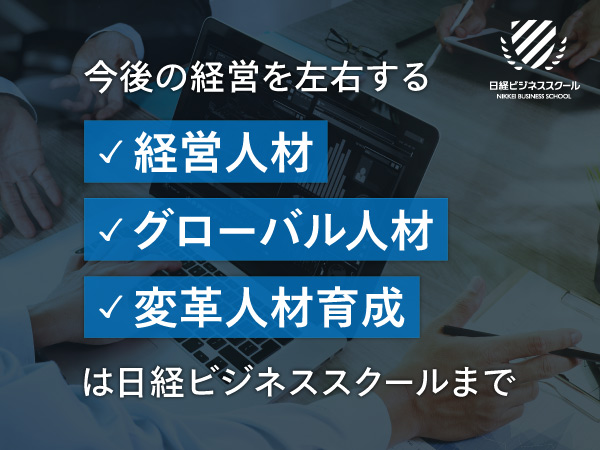 今後の経営を左右する
日経ビジネススクール
NIKKEI BUSINESS SCHOOL
✓ 経営人材
✓ グローバル人材
✓ 変革人材育成
は日経ビジネススクールまで